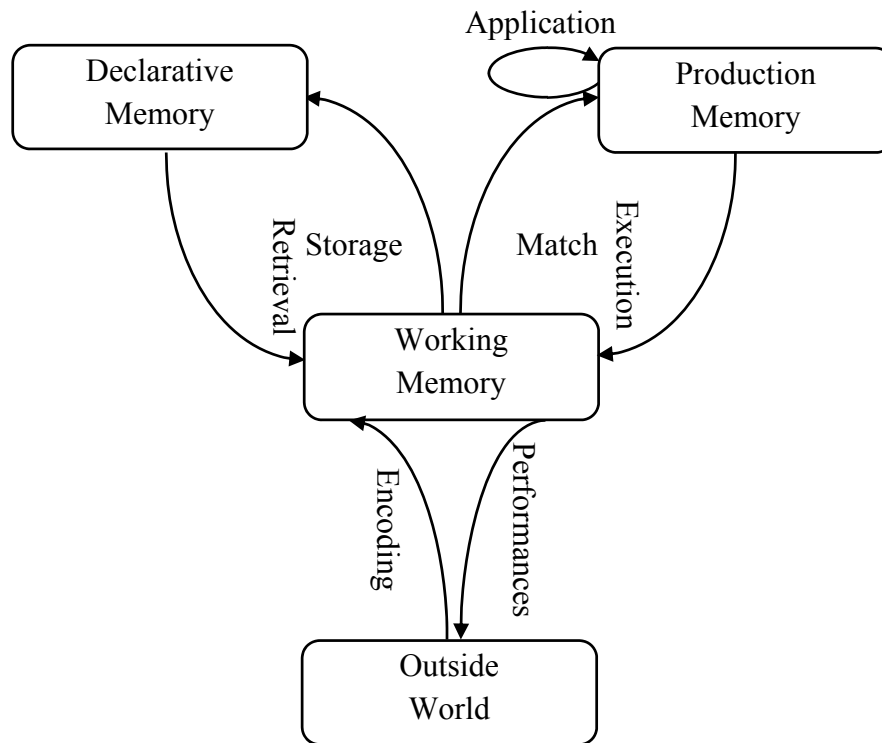 Application
Declarative
Memory
Production
Memory
Retrieval
Storage
Match
Execution
Working
Memory
Encoding
Performances
Outside
World